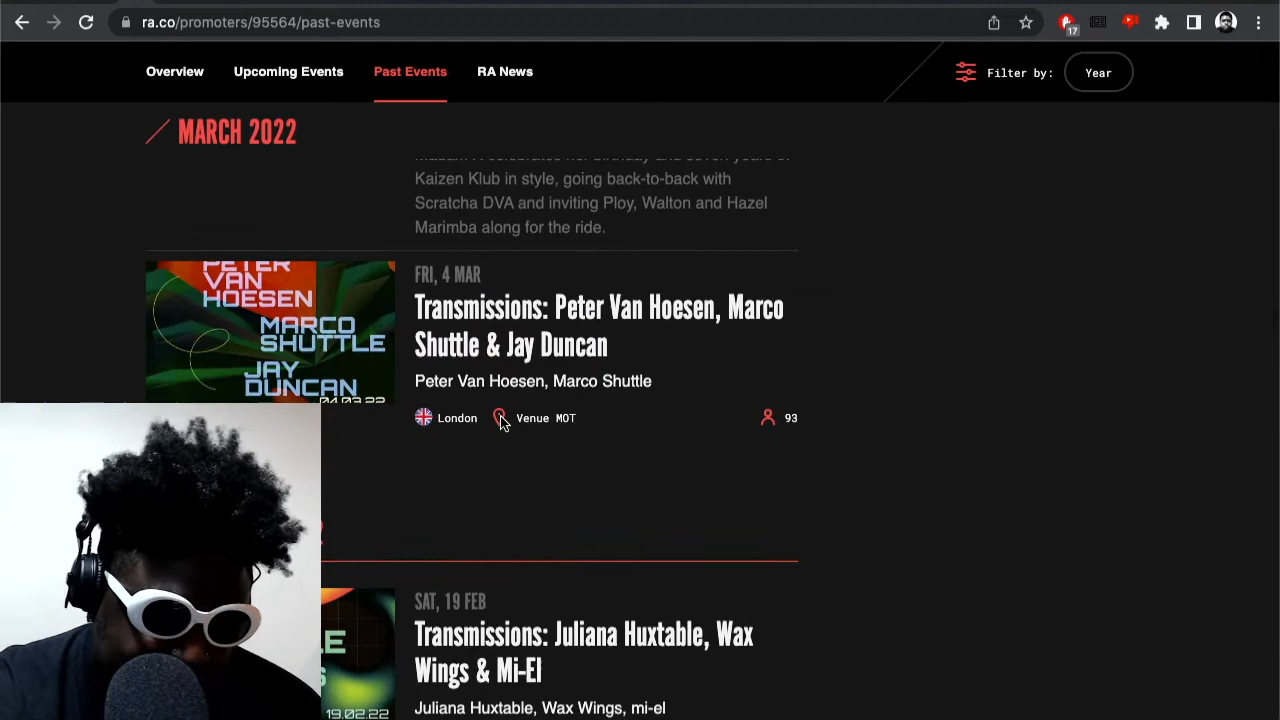 ra.co/promoters/95564/past-events
17
Overview Upcoming Events Past Events RA News Filter by: Year
MARCH 2022
Kaizen Klub in style, going back-to-back with
Scratcha DVA and inviting Ploy, Walton and Hazel
Marimba along for the ride.
PETER
VAN
HOESEN
MARCO
SHUTTLE
JAY
DUNCAN
04.03.22
FRI, 4 MAR
Transmissions: Peter Van Hoesen, Marco
Shuttle & Jay Duncan
Peter Van Hoesen, Marco Shuttle
London Venue MOT 93
19.02.22
SAT, 19 FEB
Transmissions: Juliana Huxtable, Wax
Wings & Mi-El
Juliana Huxtable, Wax Wings, mi-el